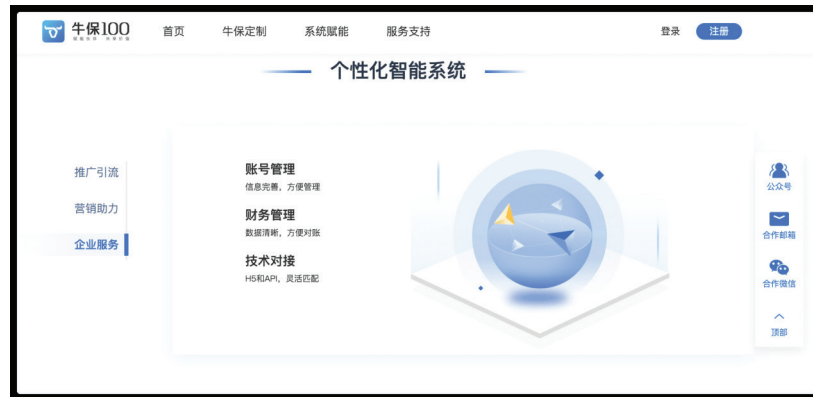 牛保100
首页
牛保定制
系统赋能
服务支持
登录
注册
个性化智能系统
推广引流
营销助力
企业服务
账号管理
信息完善,方便管理
财务管理
数据清晰,方便对账
技术对接
H5和API,灵活匹配
公众号
合作邮箱
合作微信
顶部